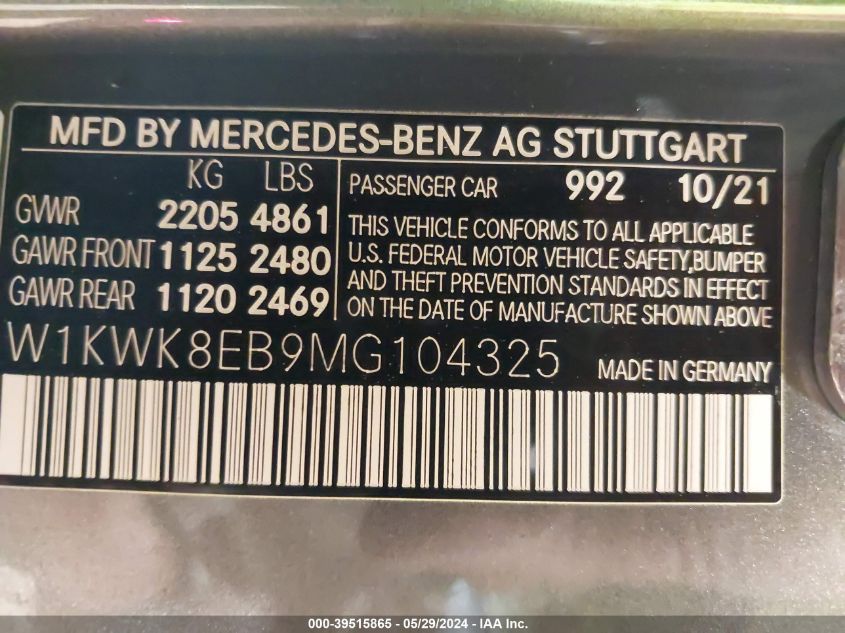 MFD BY MERCEDES-BENZ AG STUTTGART
KG LBS
GVWR 2205 4861
GAWR FRONT 1125 2480
GAWR REAR 1120 2469
PASSENGER CAR 992 10/21
THIS VEHICLE CONFORMS TO ALL APPLICABLE
U.S. FEDERAL MOTOR VEHICLE SAFETY,BUMPER
AND THEFT PREVENTION STANDARDS IN EFFECT
ON THE DATE OF MANUFACTURE SHOWN ABOVE
W1KWK8EB9MG104325
MADE IN GERMANY
000-39515865 - 05/29/2024 - IAA Inc.